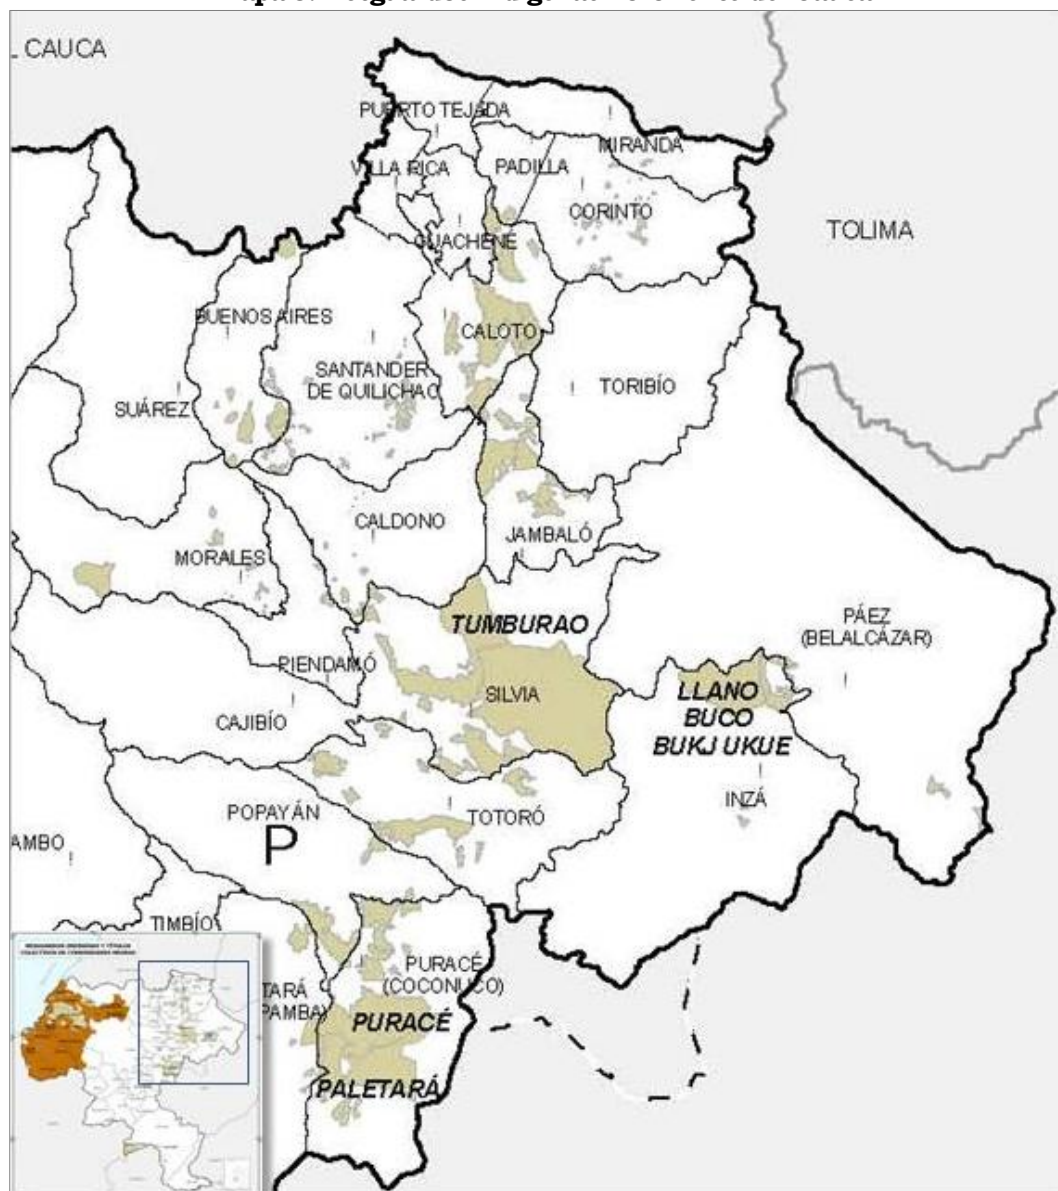 CAUCA
PUERTO TEJADA
MIRANDA
VILLA RICA
PADILLA
CORINTO
GUACHENÉ
TOLIMA
BUENOS AIRES
CALOTO
SANTANDER
DE QUILICHAO
TORIBÍO
SUÁREZ
CALDONO
JAMBALÓ
MORALES
TUMBURAO
PÁEZ
(BELALCÁZAR)
PIENDAMÓ
SILVIA
LLANO
BUCO
BUKJ UKUE
CAJIBÍO
INZÁ
POPAYÁN
P
TOTORÓ
AMBO
TIMBÍO
PURACÉ
(COCONUCO)
TARÁ
PAMBA)
PURACÉ
PALETARÁ